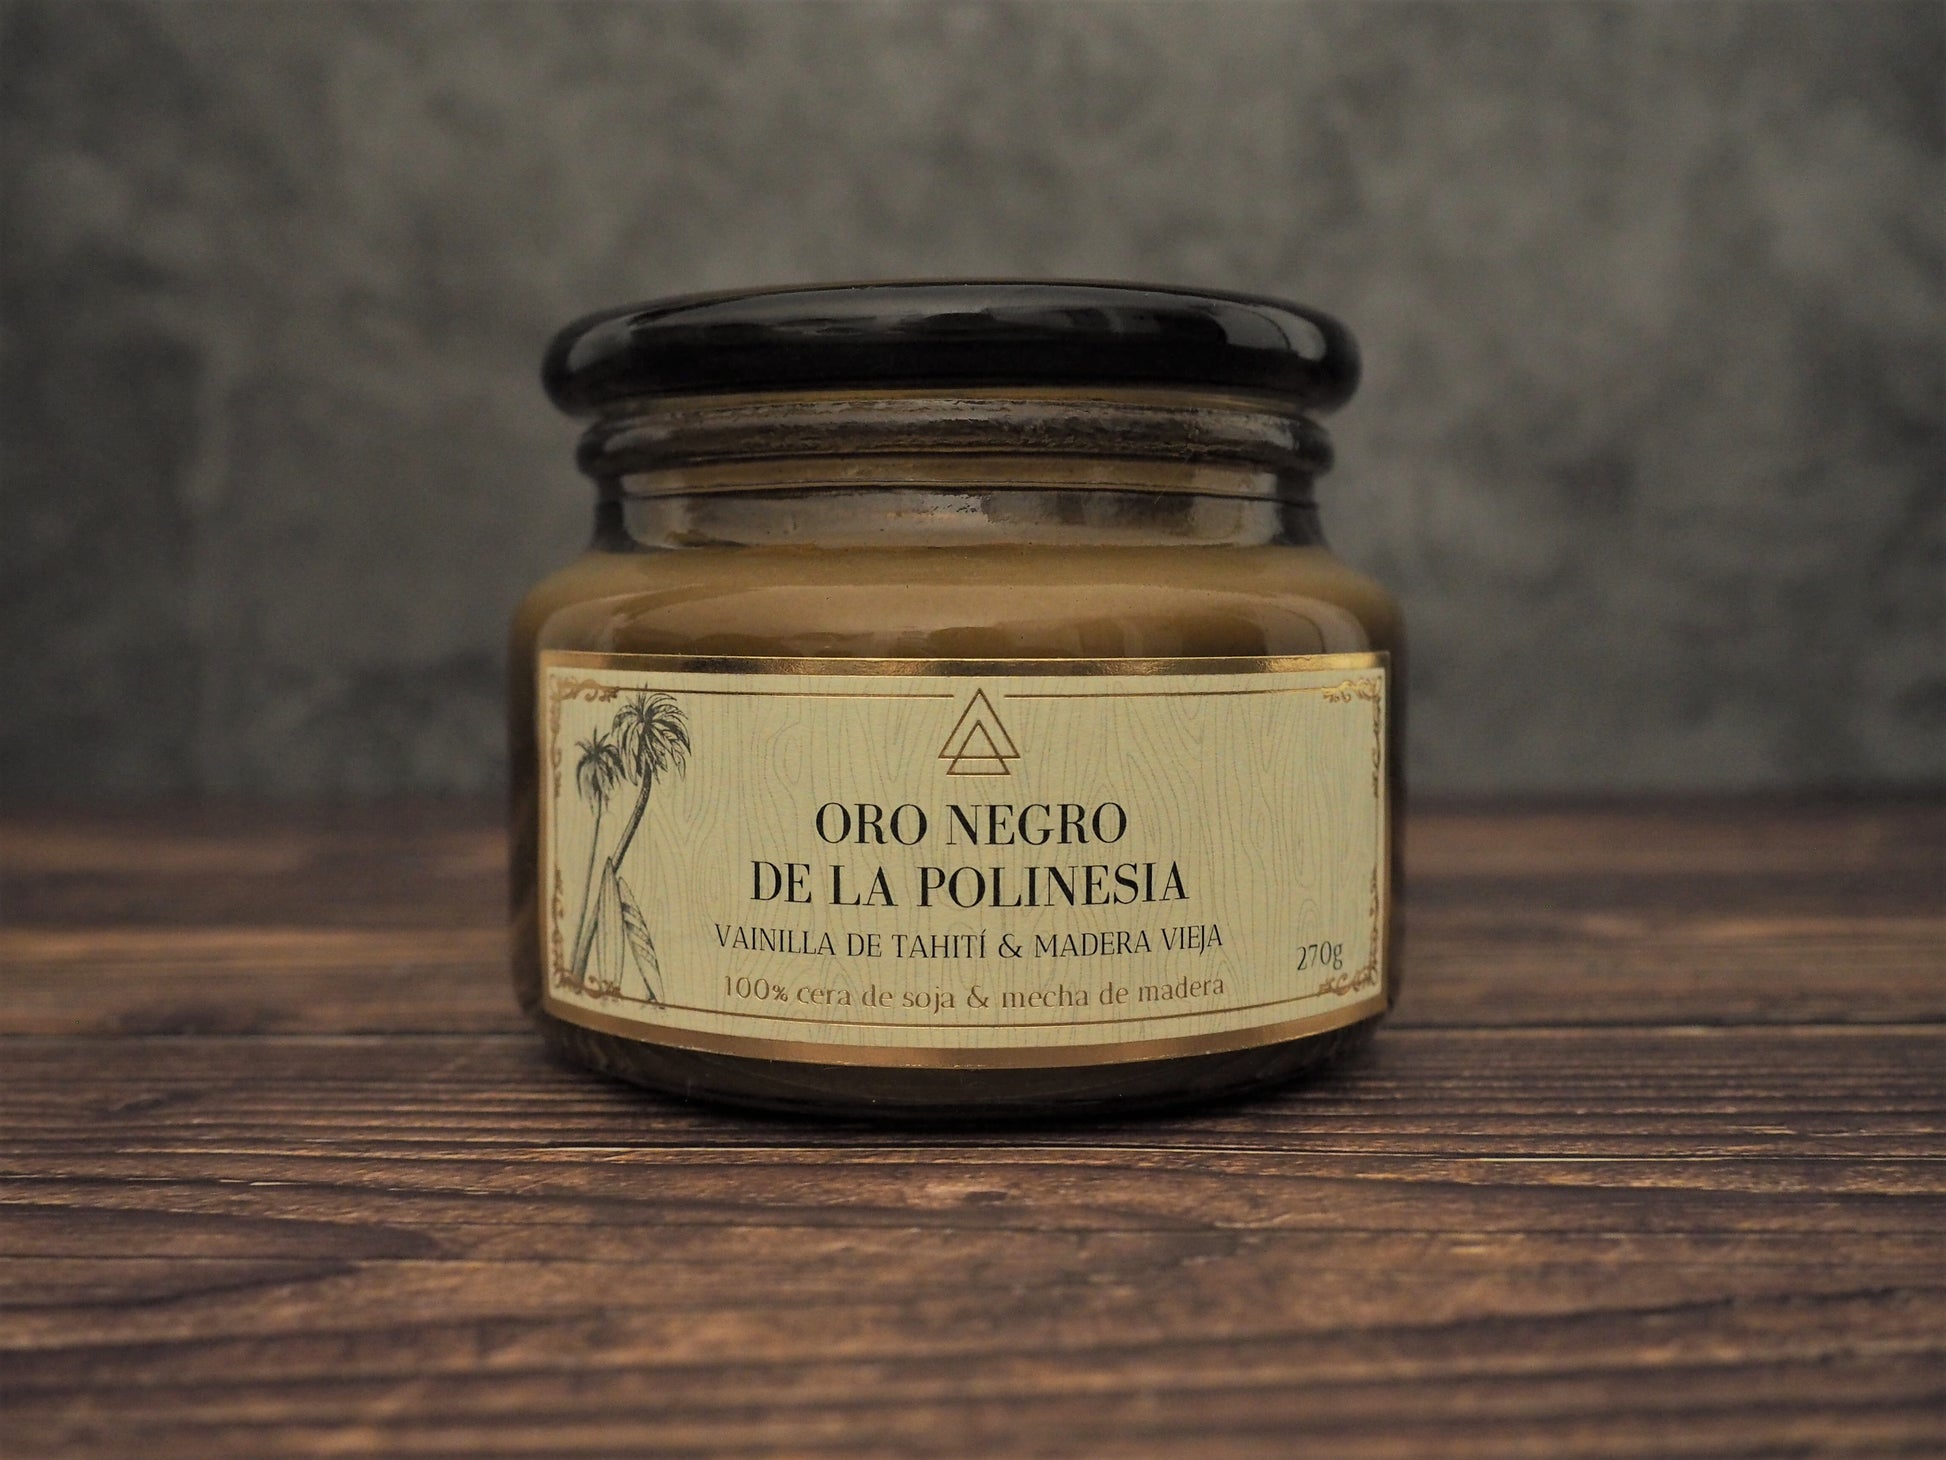 ORO NEGRO
DE LA POLINESIA
VAINILLA DE TAHITÍ & MADERA VIEJA
270g
100% cera de soja & mecha de madera